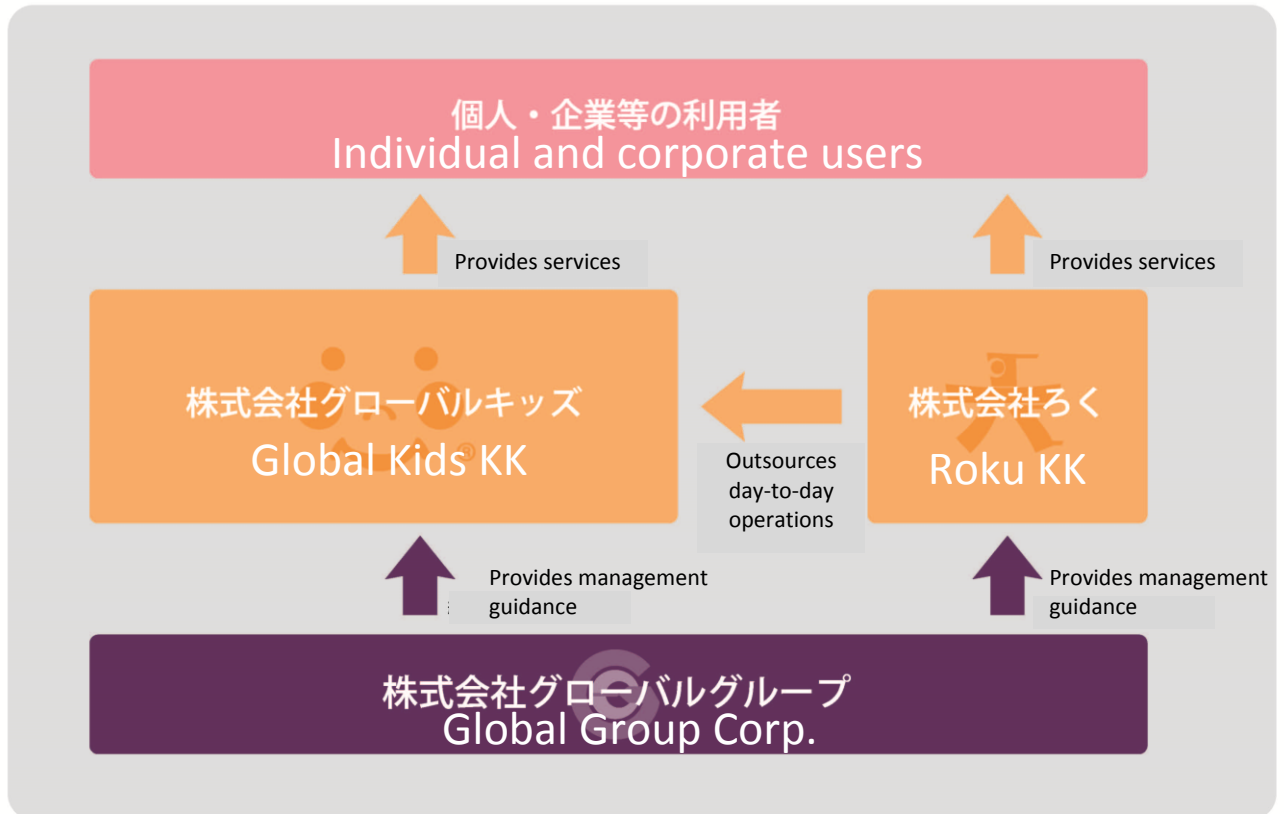 個人・企業等の利用者
Individual and corporate users
Provides services
Provides services
株式会社グローバルキッズ
Global Kids KK
®
Outsources
day-to-day
operations
株式会社ろく
Roku KK
Provides management
guidance
Provides management
guidance
株式会社グローバルグループ
Global Group Corp.